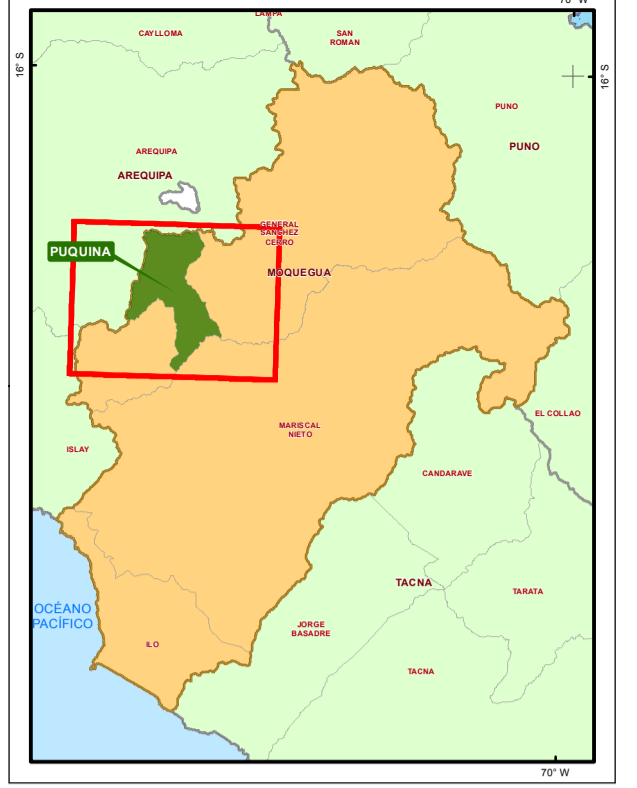 70° W
LAMPA
CAYLLOMA
SAN
ROMAN
16° S
16° S
PUNO
PUNO
AREQUIPA
AREQUIPA
GENERAL
SANCHEZ
CERRO
PUQUINA
MOQUEGUA
EL COLLAO
MARISCAL
NIETO
ISLAY
CANDARAVE
TACNA
TARATA
OCÉANO
PACÍFICO
JORGE
BASADRE
ILO
TACNA
70° W